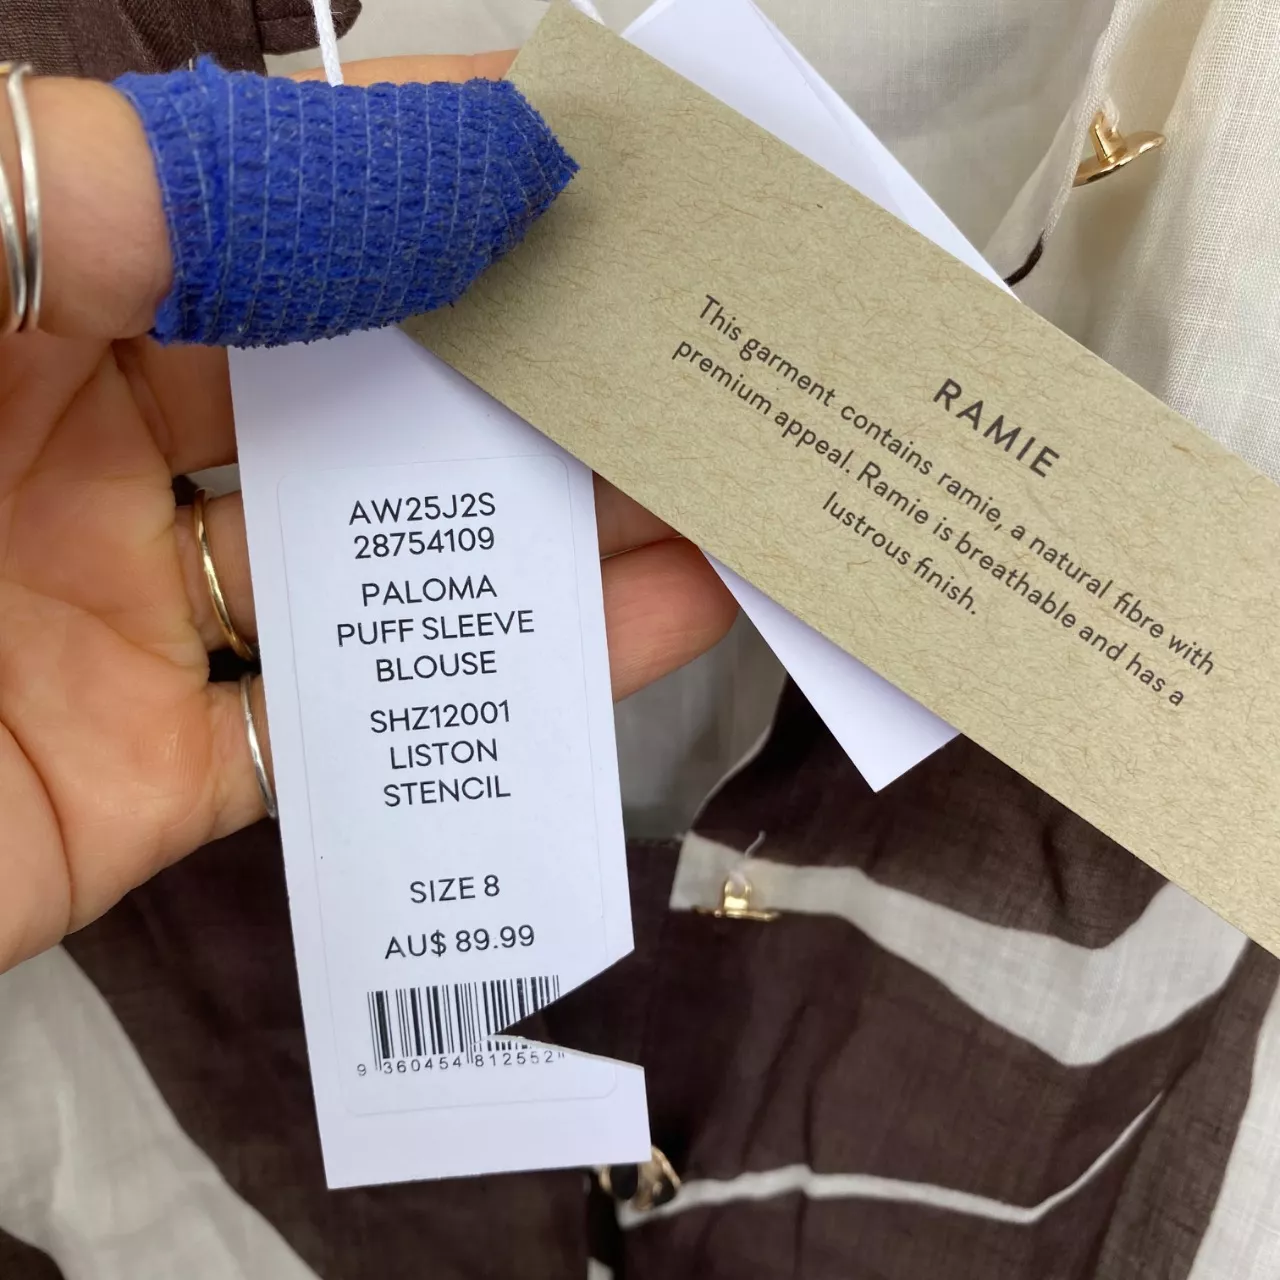 AW25J2S
28754109
PALOMA
PUFF SLEEVE
BLOUSE
SHZ12001
LISTON
STENCIL
SIZE 8
AU$ 89.99
9 360454 812552
RAMIE
This garment contains ramie, a natural fibre with
premium appeal. Ramie is breathable and has a
lustrous finish.